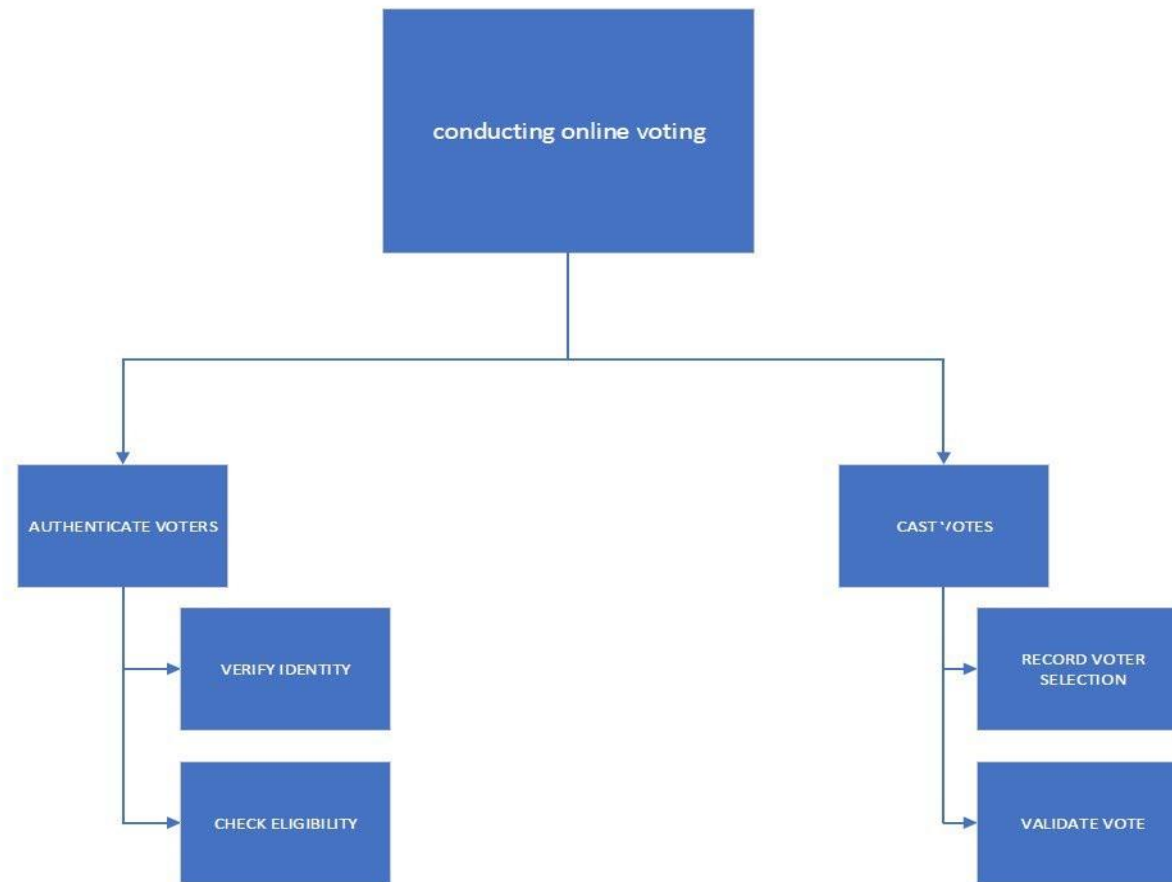 conducting online voting
AUTHENTICATE VOTERS
CAST VOTES
VERIFY IDENTITY
RECORD VOTER
SELECTION
CHECK ELIGIBILITY
VALIDATE VOTE